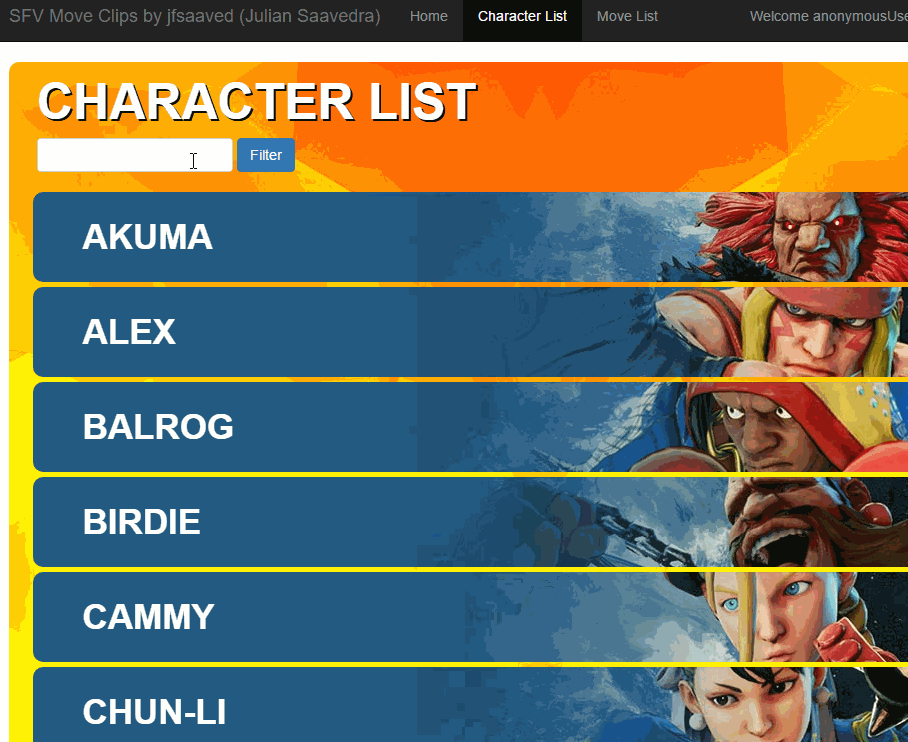 SFV Move Clips by jfsaaved (Julian Saavedra) Home Character List Move List Welcome anonymousUse
CHARACTER LIST
Filter
AKUMA
ALEX
BALROG
BIRDIE
CAMMY
CHUN-LI